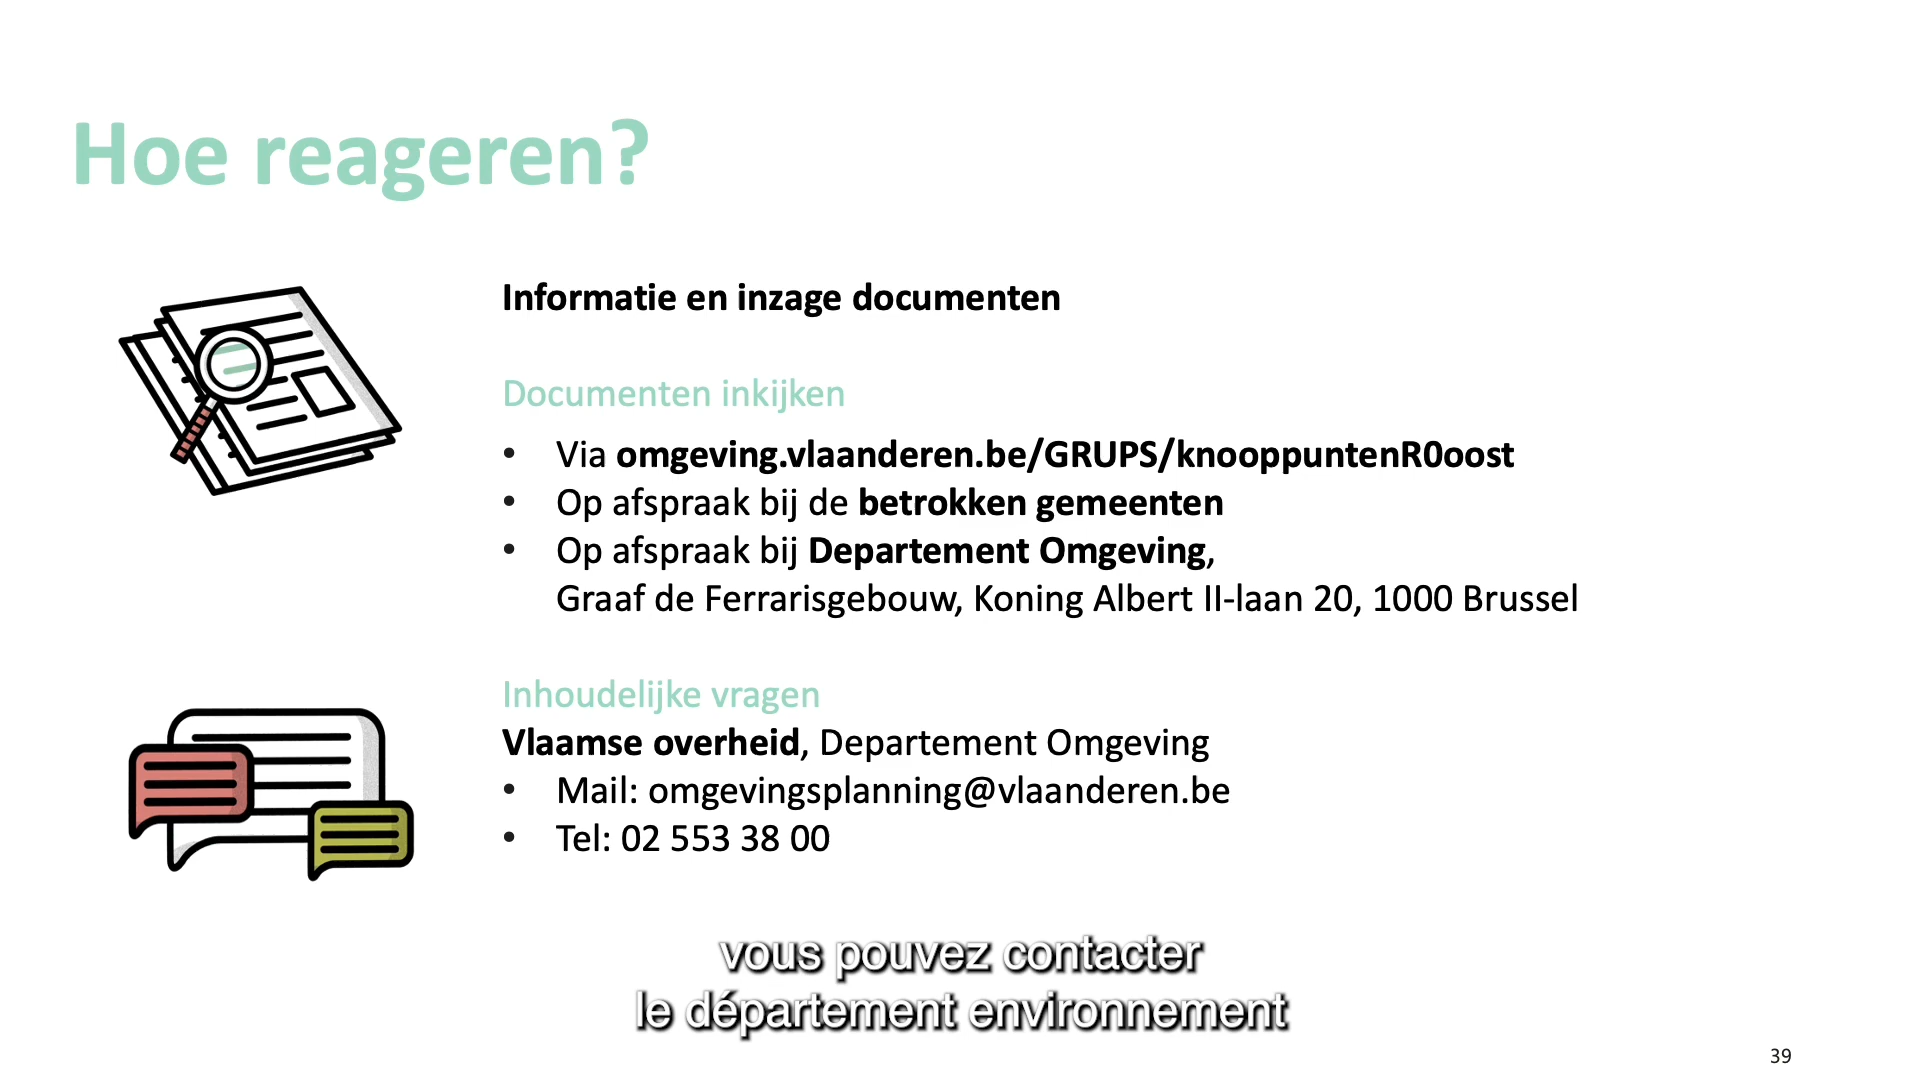 Hoe reageren?
Informatie en inzage documenten
Documenten inkijken
• Via omgeving.vlaanderen.be/GRUPS/knooppuntenR0oost
• Op afspraak bij de betrokken gemeenten
• Op afspraak bij Departement Omgeving,
Graaf de Ferrarisgebouw, Koning Albert II-laan 20, 1000 Brussel
Inhoudelijke vragen
Vlaamse overheid, Departement Omgeving
• Mail: omgevingsplanning@vlaanderen.be
• Tel: 02 553 38 00
vous pouvez contacter
le département environnement
39